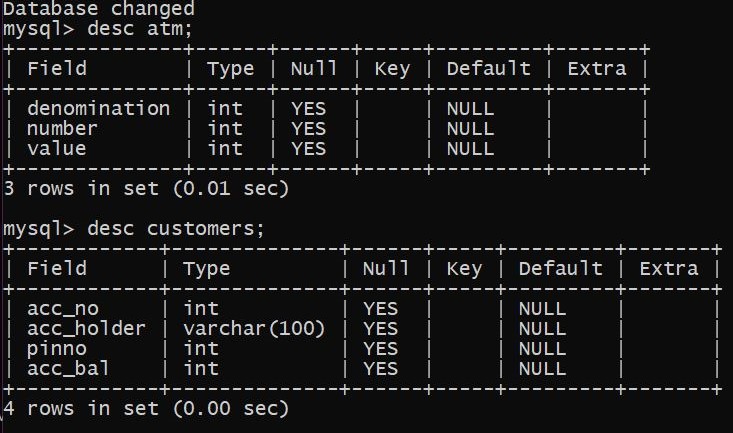 Database changed
mysql> desc atm;
+--------------+------+------+-----+---------+-------+
| Field        | Type | Null | Key | Default | Extra |
+--------------+------+------+-----+---------+-------+
| denomination | int  | YES  |     | NULL    |       |
| number       | int  | YES  |     | NULL    |       |
| value        | int  | YES  |     | NULL    |       |
+--------------+------+------+-----+---------+-------+
3 rows in set (0.01 sec)

mysql> desc customers;
+------------+--------------+------+-----+---------+-------+
| Field      | Type         | Null | Key | Default | Extra |
+------------+--------------+------+-----+---------+-------+
| acc_no     | int          | YES  |     | NULL    |       |
| acc_holder | varchar(100) | YES  |     | NULL    |       |
| pinno      | int          | YES  |     | NULL    |       |
| acc_bal    | int          | YES  |     | NULL    |       |
+------------+--------------+------+-----+---------+-------+
4 rows in set (0.00 sec)